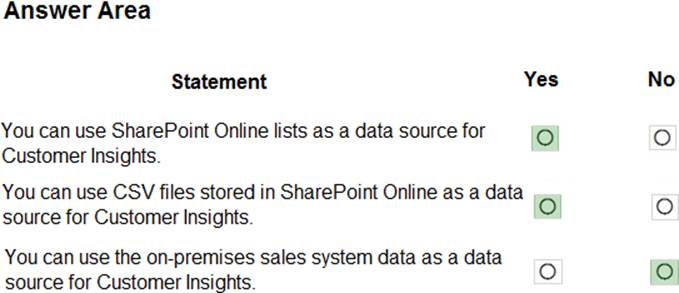 Answer Area
Statement Yes No
You can use SharePoint Online lists as a data source for
Customer Insights.
You can use CSV files stored in SharePoint Online as a data
source for Customer Insights.
You can use the on-premises sales system data as a data
source for Customer Insights.